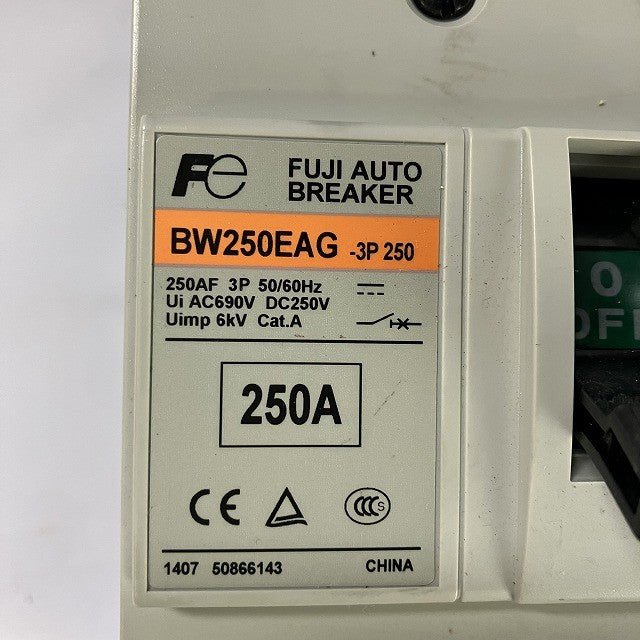 Fe FUJI AUTO
BREAKER
BW250EAG -3P 250
250AF 3P 50/60Hz
Ui AC690V DC250V
Uimp 6kV Cat.A
250A
CE CCC S
1407 50866143 CHINA
O
OFF